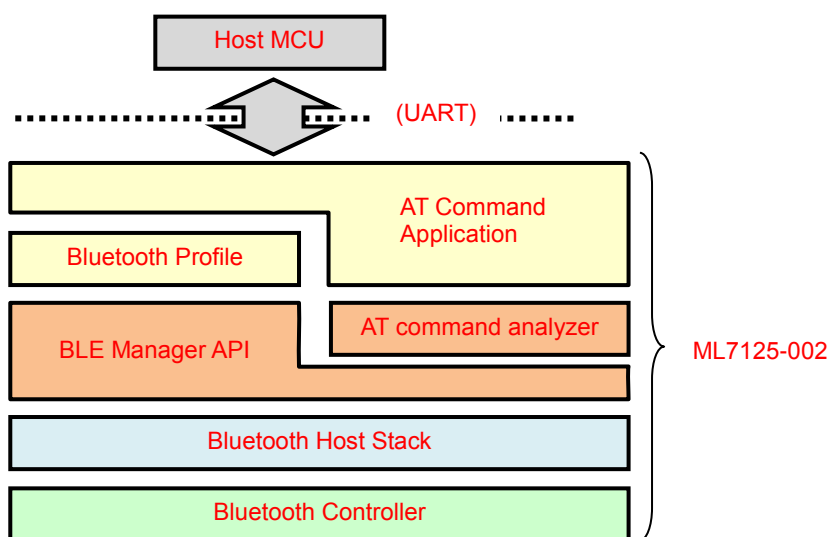 Host MCU
(UART)
AT Command
Application
Bluetooth Profile
AT command analyzer
BLE Manager API
ML7125-002
Bluetooth Host Stack
Bluetooth Controller